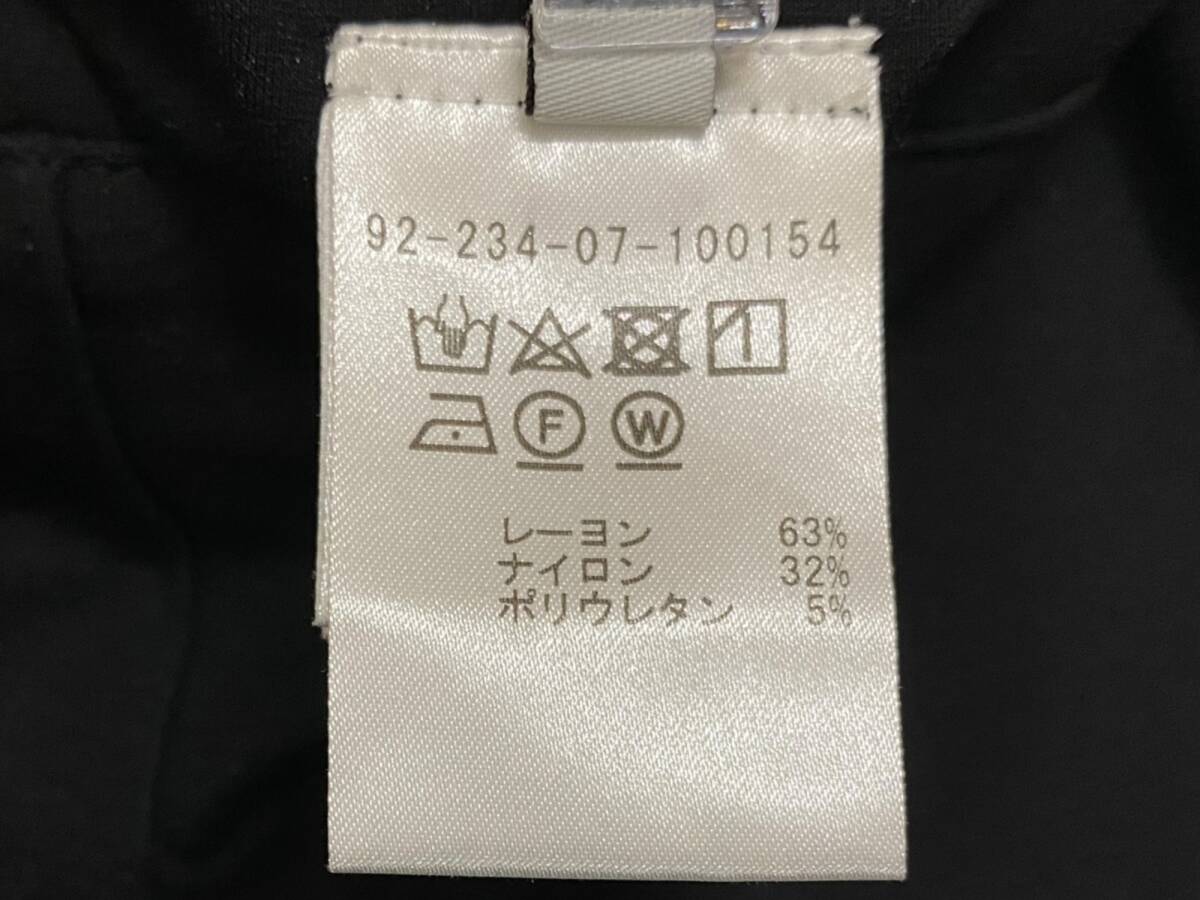 92-234-07-100154
F W
レーヨン 63%
ナイロン 32%
ポリウレタン 5%